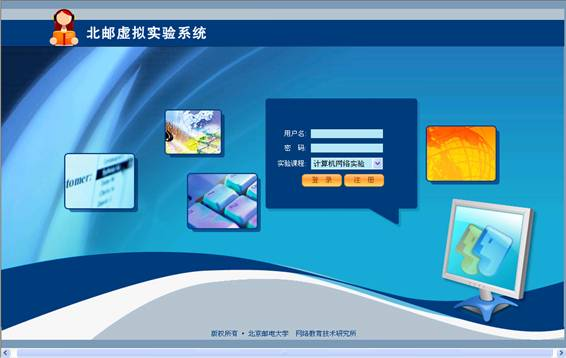 北邮虚拟实验系统
用户名:
密 码:
实验课程: 计算机网络实验
登 录 注 册
tomer:
版权所有 • 北京邮电大学 网络教育技术研究所